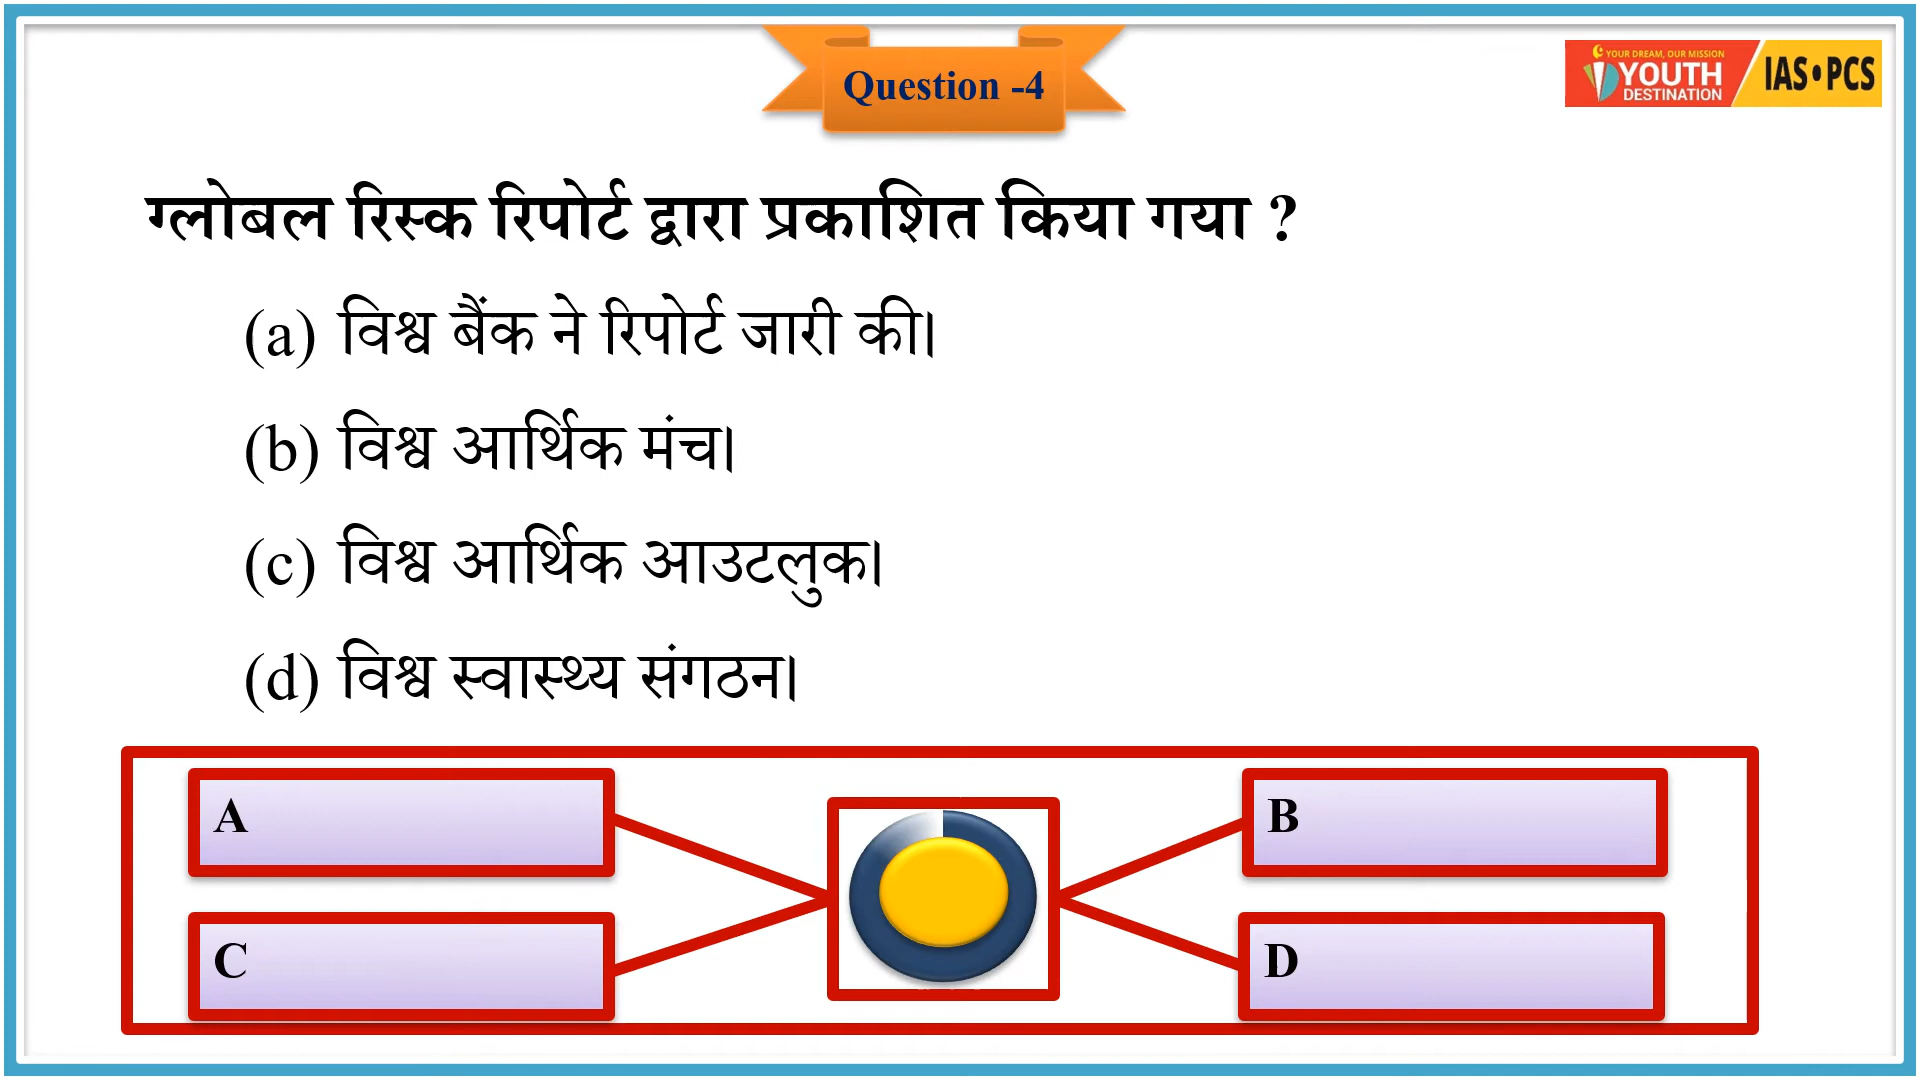 Question -4
YOUR DREAM, OUR MISSION
YOUTH
DESTINATION
IAS•PCS
ग्लोबल रिस्क रिपोर्ट द्वारा प्रकाशित किया गया ?
(a) विश्व बैंक ने रिपोर्ट जारी की।
(b) विश्व आर्थिक मंच।
(c) विश्व आर्थिक आउटलुक।
(d) विश्व स्वास्थ्य संगठन।
A
B
C
D